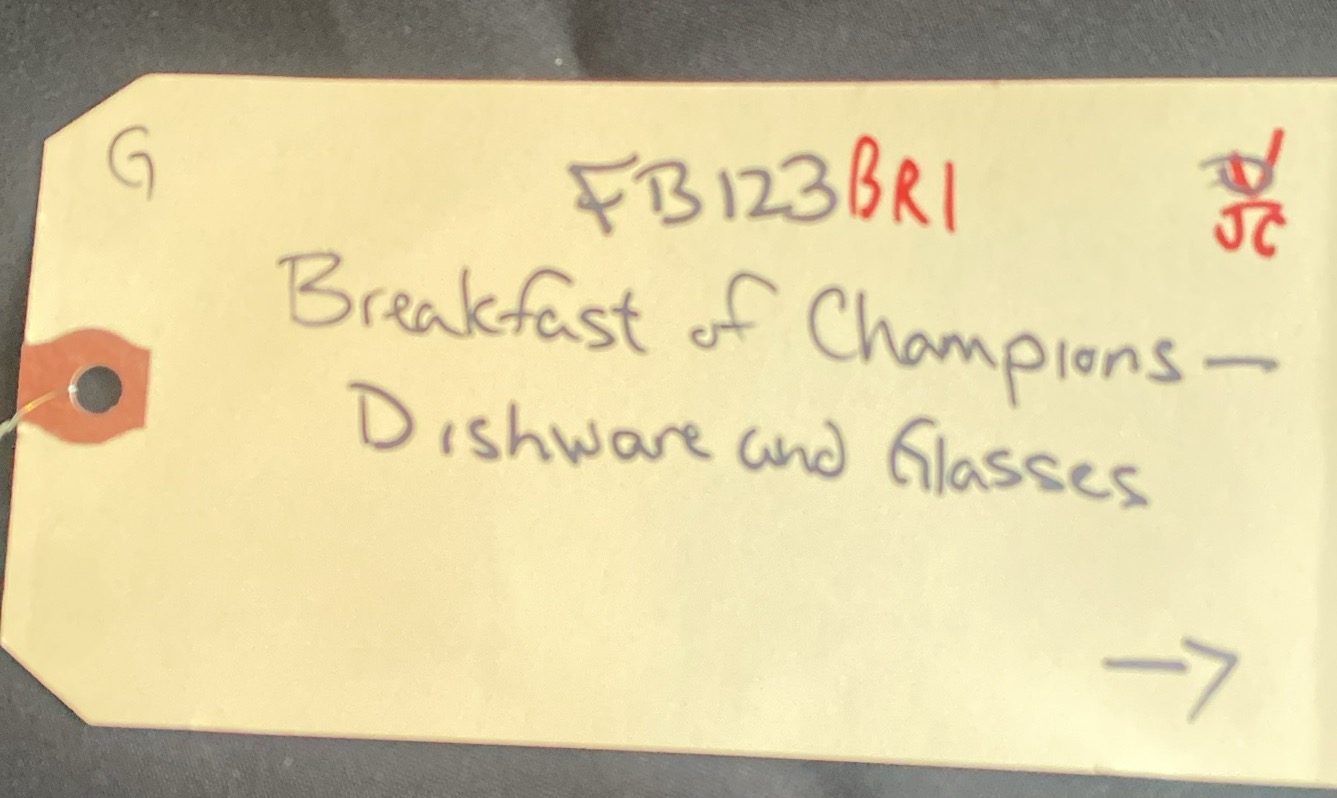 G FB123BR1 JC
Breakfast of Champions —
Dishware and Glasses
→